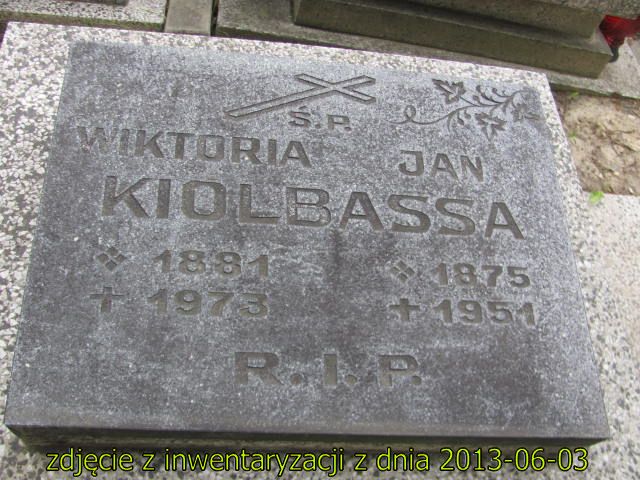 Ś.P.
WIKTORIA JAN
KIOLBASSA
1881 1875
1973 1951
R.I.P.
zdjęcie z inwentaryzacji z dnia 2013-06-03